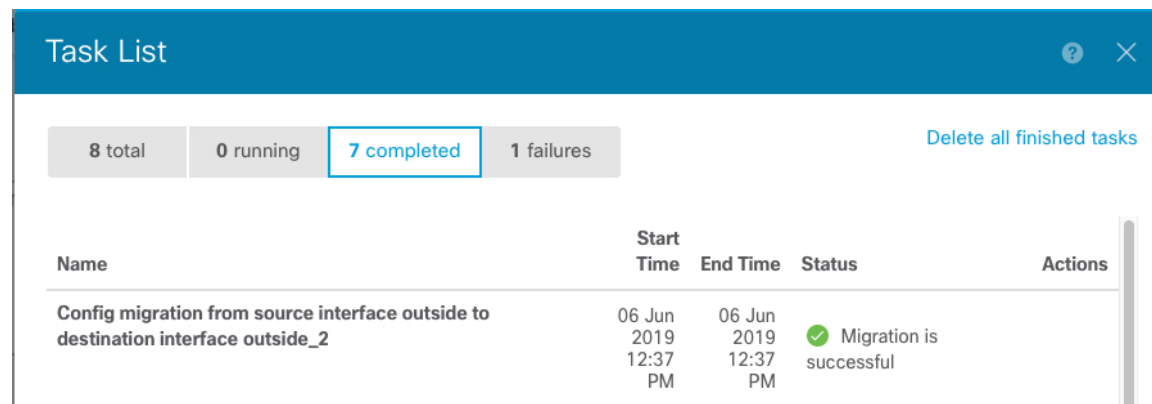 Task List
8 total 0 running 7 completed 1 failures
Delete all finished tasks
Start
Name Time End Time Status Actions
Config migration from source interface outside to
destination interface outside_2
06 Jun
2019
12:37
PM
06 Jun
2019
12:37
PM
Migration is
successful